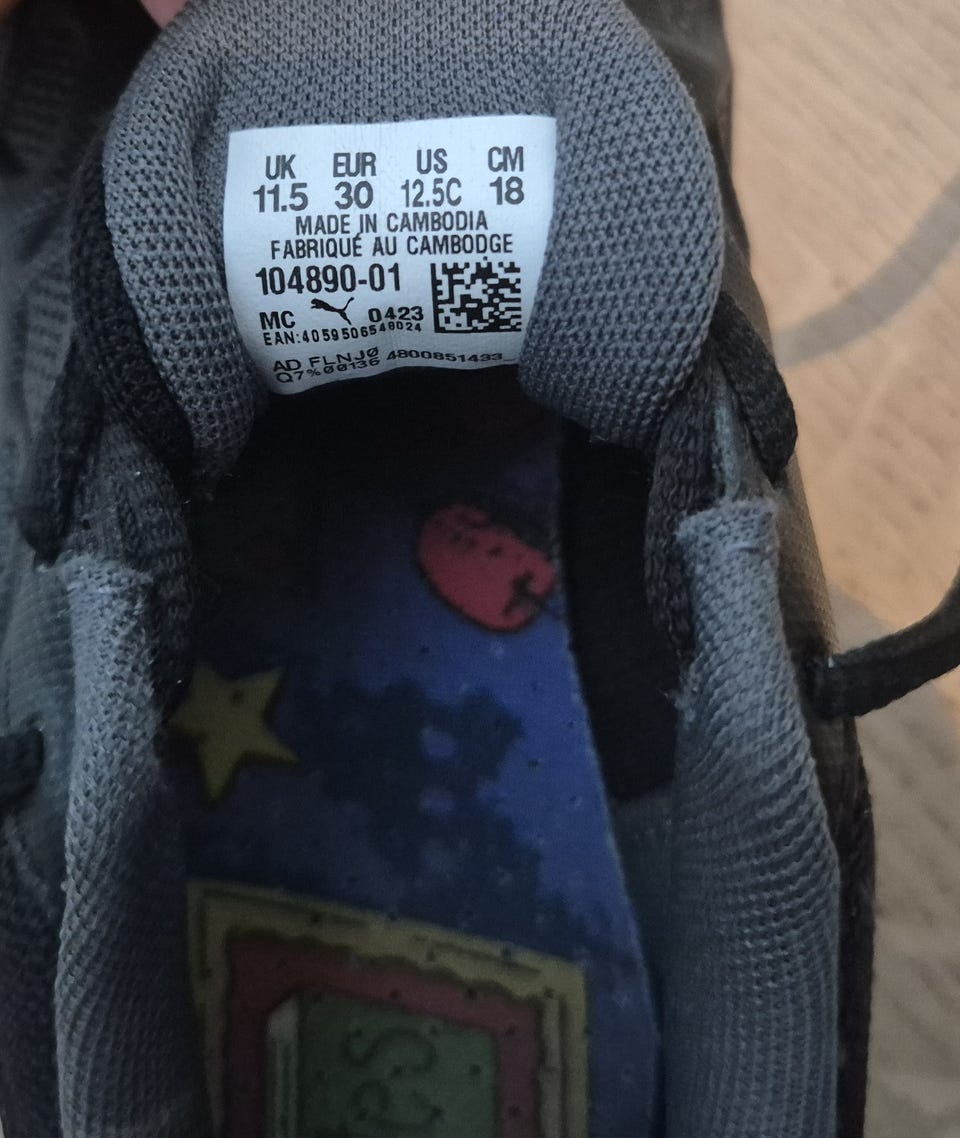 UK EUR US CM
11.5 30 12.5C 18
MADE IN CAMBODIA
FABRIQUÉ AU CAMBODGE
104890-01
MC 0423
EAN:4059506548024
AD FLNJ0 4800851433_
Q7%00136